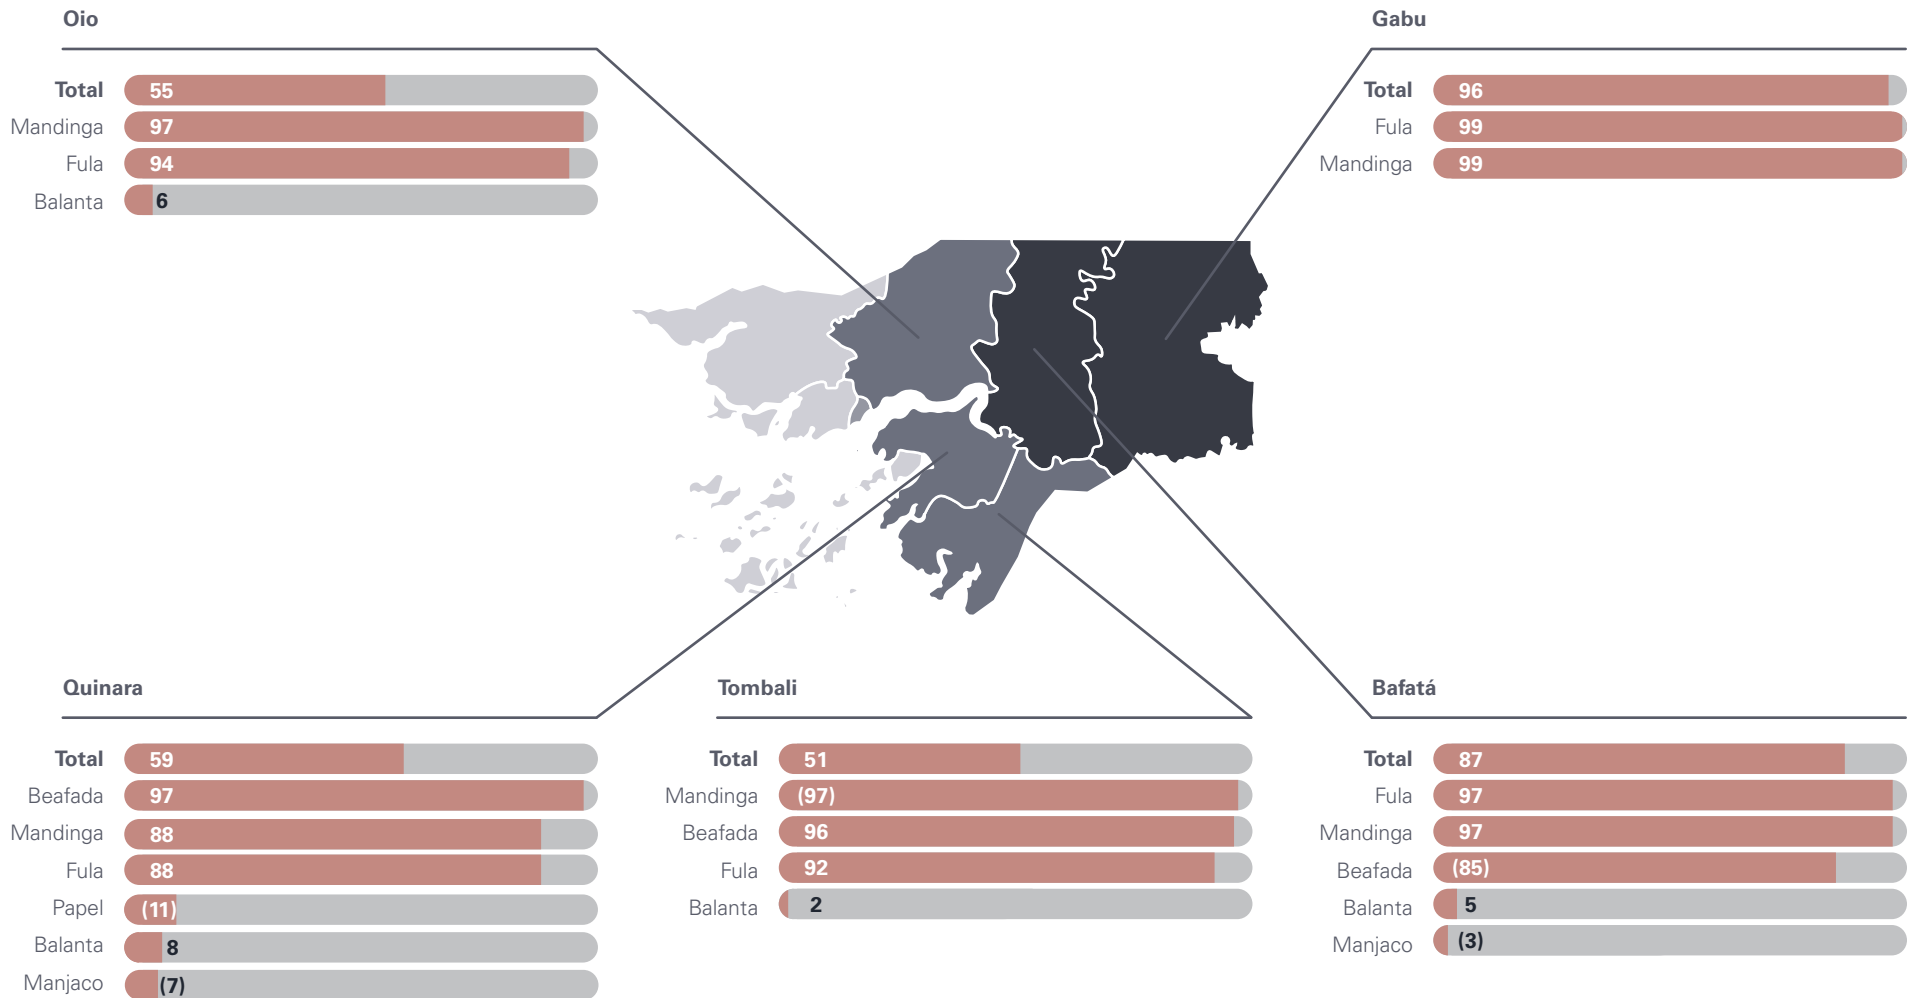 Oio
Total 55
Mandinga 97
Fula 94
Balanta 6
Gabu
Total 96
Fula 99
Mandinga 99
Quinara
Total 59
Beafada 97
Mandinga 88
Fula 88
Papel (11)
Balanta 8
Manjaco (7)
Tombali
Total 51
Mandinga (97)
Beafada 96
Fula 92
Balanta 2
Bafatá
Total 87
Fula 97
Mandinga 97
Beafada (85)
Balanta 5
Manjaco (3)